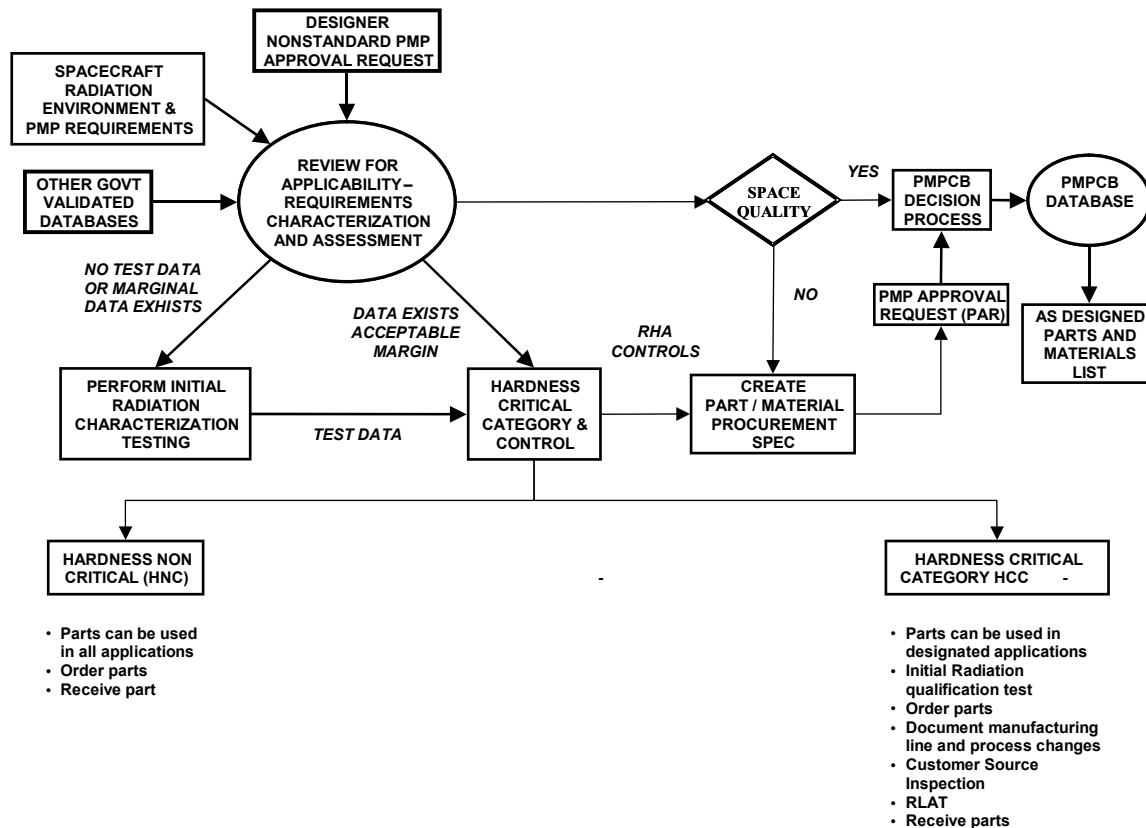 DESIGNER
NONSTANDARD PMP
APPROVAL REQUEST
SPACECRAFT
RADIATION
ENVIRONMENT &
PMP REQUIREMENTS
OTHER GOVT
VALIDATED
DATABASES
REVIEW FOR
APPLICABILITY–
REQUIREMENTS
CHARACTERIZATION
AND ASSESSMENT
SPACE
QUALITY
YES
PMPCB
DECISION
PROCESS
PMPCB
DATABASE
NO TEST DATA
OR MARGINAL
DATA EXHISTS
DATA EXISTS
ACCEPTABLE
MARGIN
NO
RHA
CONTROLS
PMP APPROVAL
REQUEST (PAR)
AS DESIGNED
PARTS AND
MATERIALS
LIST
PERFORM INITIAL
RADIATION
CHARACTERIZATION
TESTING
TEST DATA
HARDNESS
CRITICAL
CATEGORY &
CONTROL
CREATE
PART / MATERIAL
PROCUREMENT
SPEC
HARDNESS NON
CRITICAL (HNC)
-
HARDNESS CRITICAL
CATEGORY HCC -
• Parts can be used
in all applications
• Order parts
• Receive part
• Parts can be used in
designated applications
• Initial Radiation
qualification test
• Order parts
• Document manufacturing
line and process changes
• Customer Source
Inspection
• RLAT
• Receive parts